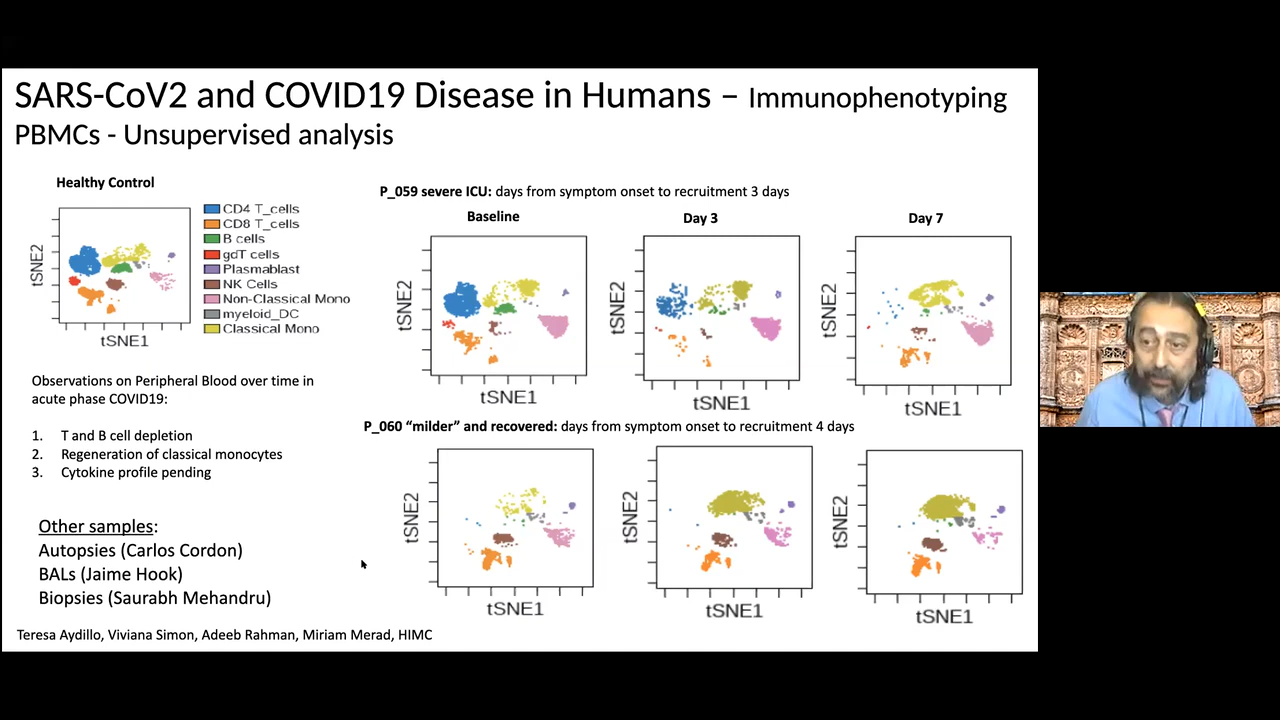 SARS-CoV2 and COVID19 Disease in Humans – Immunophenotyping
PBMCs - Unsupervised analysis
Healthy Control
tSNE2
tSNE1
CD4 T_cells
CD8 T_cells
B cells
gdT cells
Plasmablast
NK Cells
Non-Classical Mono
myeloid_DC
Classical Mono
Observations on Peripheral Blood over time in
acute phase COVID19:
1. T and B cell depletion
2. Regeneration of classical monocytes
3. Cytokine profile pending
Other samples:
Autopsies (Carlos Cordon)
BALs (Jaime Hook)
Biopsies (Saurabh Mehandru)
Teresa Aydillo, Viviana Simon, Adeeb Rahman, Miriam Merad, HIMC
P_059 severe ICU: days from symptom onset to recruitment 3 days
Baseline
Day 3
Day 7
tSNE2
tSNE1
tSNE2
tSNE1
tSNE2
tSNE1
P_060 “milder” and recovered: days from symptom onset to recruitment 4 days
tSNE2
tSNE1
tSNE2
tSNE1
tSNE2
tSNE1